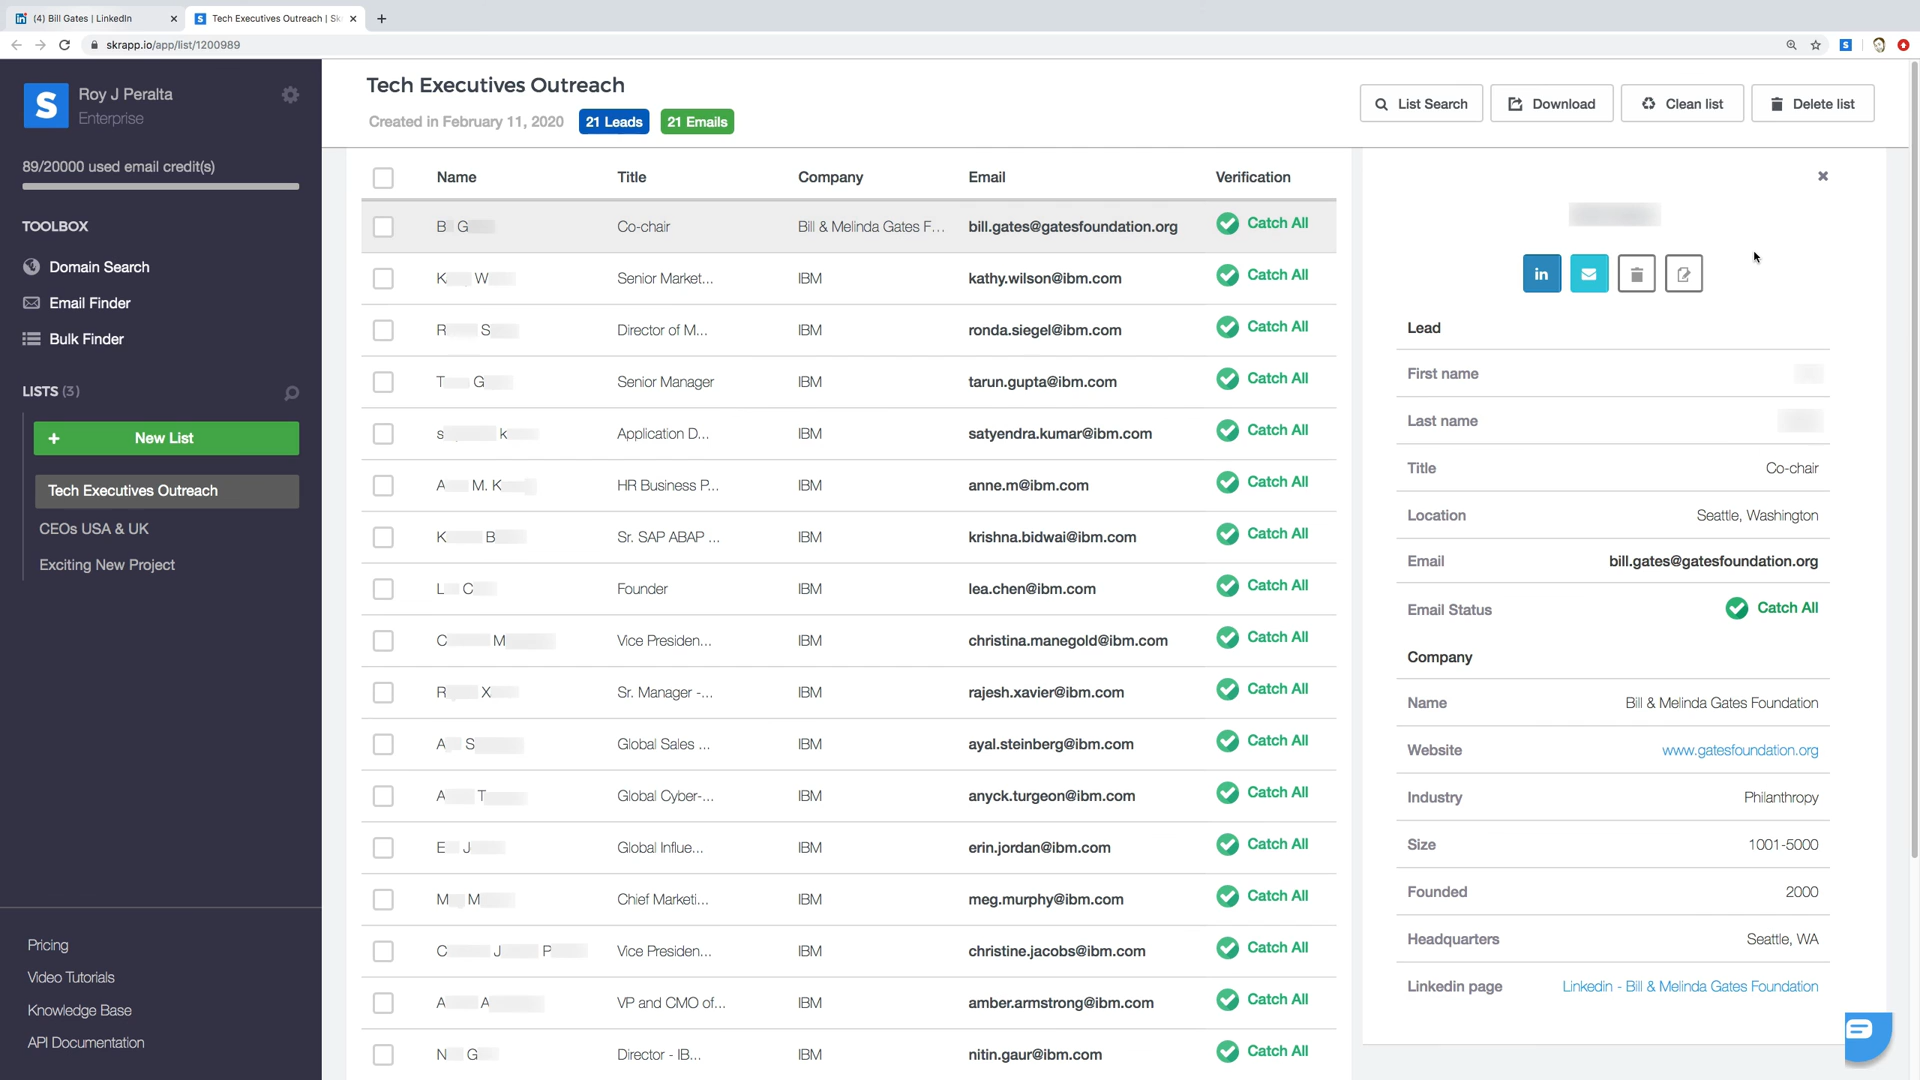 (4) Bill Gates | LinkedIn
Tech Executives Outreach | Sk
skrapp.io/app/list/1200989
S
Roy J Peralta
Enterprise
89/20000 used email credit(s)
TOOLBOX
Domain Search
Email Finder
Bulk Finder
LISTS (3)
+ New List
Tech Executives Outreach
CEOs USA & UK
Exciting New Project
Pricing
Video Tutorials
Knowledge Base
API Documentation
Tech Executives Outreach
Created in February 11, 2020 21 Leads 21 Emails
List Search Download Clean list Delete list
Name Title Company Email Verification
B G Co-chair Bill & Melinda Gates F... bill.gates@gatesfoundation.org Catch All
K W Senior Market... IBM kathy.wilson@ibm.com Catch All
R S Director of M... IBM ronda.siegel@ibm.com Catch All
T G Senior Manager IBM tarun.gupta@ibm.com Catch All
s k Application D... IBM satyendra.kumar@ibm.com Catch All
A M. K HR Business P... IBM anne.m@ibm.com Catch All
K B Sr. SAP ABAP ... IBM krishna.bidwai@ibm.com Catch All
L C Founder IBM lea.chen@ibm.com Catch All
C M Vice Presiden... IBM christina.manegold@ibm.com Catch All
R X Sr. Manager -... IBM rajesh.xavier@ibm.com Catch All
A S Global Sales ... IBM ayal.steinberg@ibm.com Catch All
A T Global Cyber-... IBM anyck.turgeon@ibm.com Catch All
E J Global Influe... IBM erin.jordan@ibm.com Catch All
M M Chief Marketi... IBM meg.murphy@ibm.com Catch All
C J P Vice Presiden... IBM christine.jacobs@ibm.com Catch All
A A VP and CMO of... IBM amber.armstrong@ibm.com Catch All
N G Director - IB... IBM nitin.gaur@ibm.com Catch All
in
Lead
First name
Last name
Title Co-chair
Location Seattle, Washington
Email bill.gates@gatesfoundation.org
Email Status Catch All
Company
Name Bill & Melinda Gates Foundation
Website www.gatesfoundation.org
Industry Philanthropy
Size 1001-5000
Founded 2000
Headquarters Seattle, WA
Linkedin page Linkedin - Bill & Melinda Gates Foundation